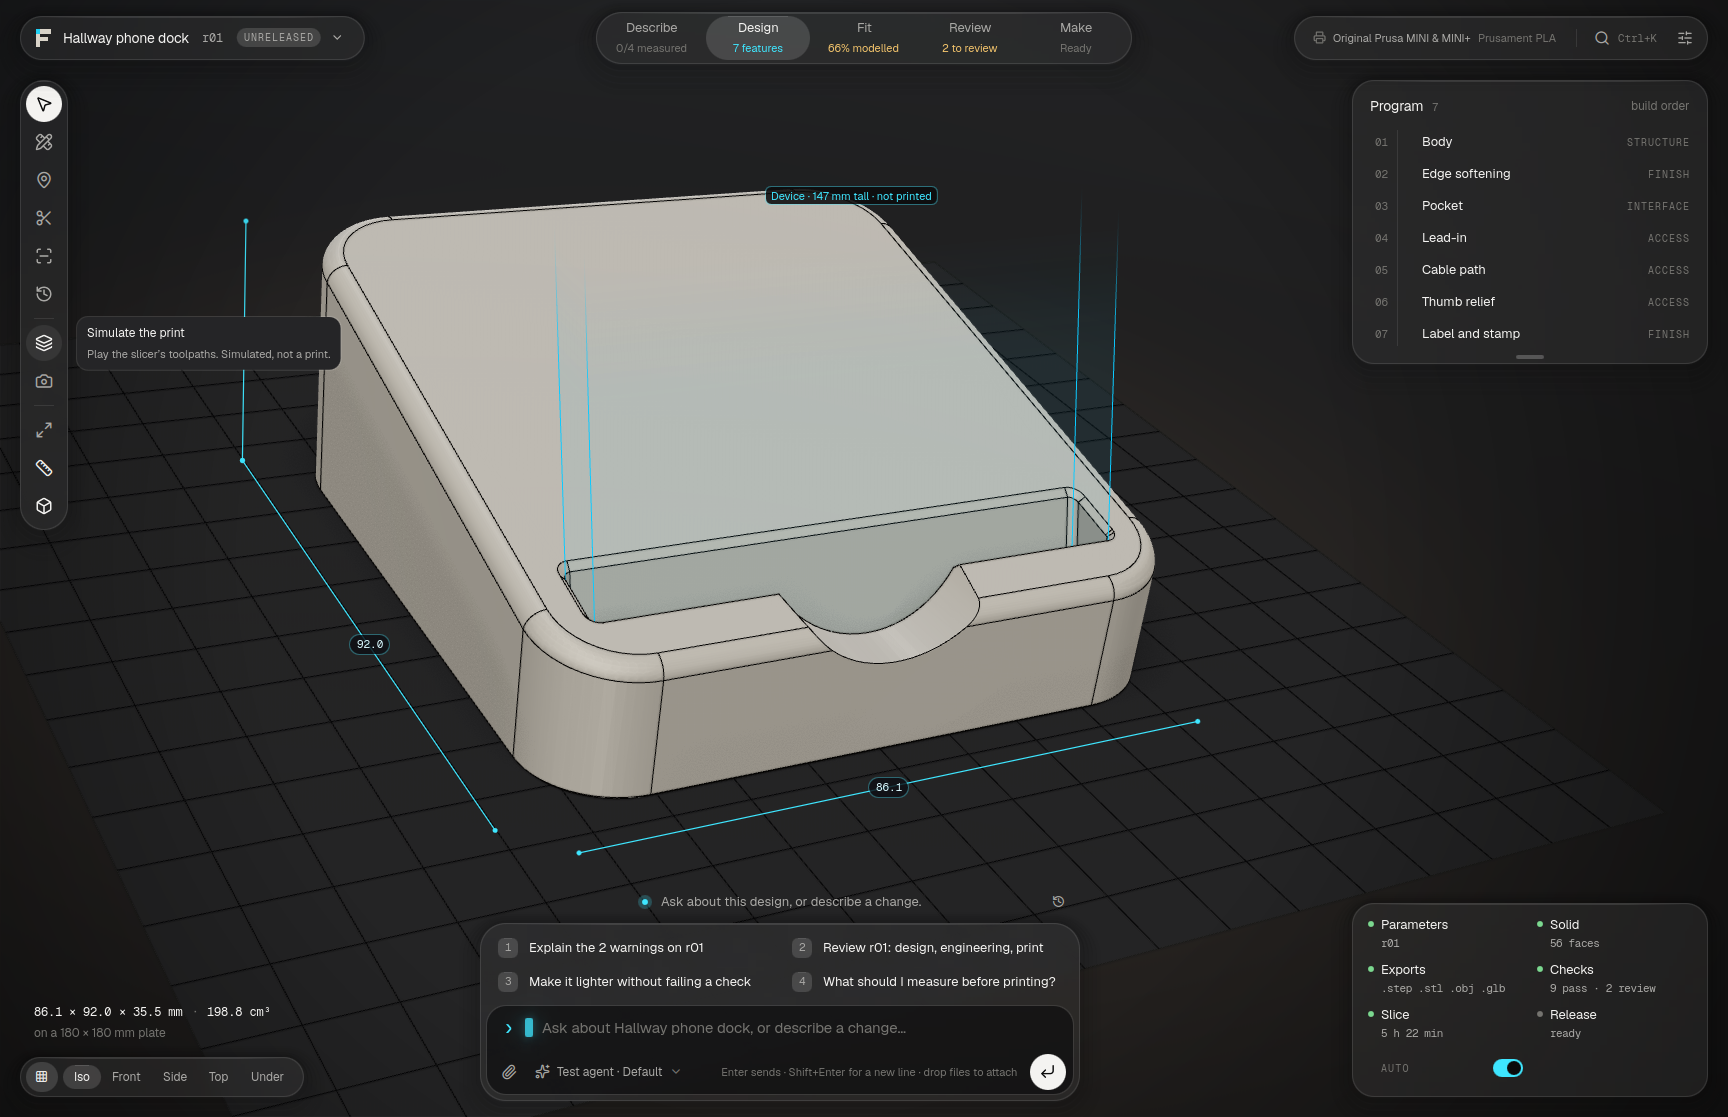 Hallway phone dock r01 UNRELEASED
Describe
0/4 measured
Design
7 features
Fit
66% modelled
Review
2 to review
Make
Ready
Original Prusa MINI & MINI+ Prusament PLA
Ctrl+K
Program 7 build order
01 Body STRUCTURE
02 Edge softening FINISH
03 Pocket INTERFACE
04 Lead-in ACCESS
05 Cable path ACCESS
06 Thumb relief ACCESS
07 Label and stamp FINISH
Device · 147 mm tall · not printed
Simulate the print
Play the slicer's toolpaths. Simulated, not a print.
92.0
86.1
Ask about this design, or describe a change.
1 Explain the 2 warnings on r01
2 Review r01: design, engineering, print
3 Make it lighter without failing a check
4 What should I measure before printing?
Ask about Hallway phone dock, or describe a change…
Test agent · Default
Enter sends · Shift+Enter for a new line · drop files to attach
86.1 × 92.0 × 35.5 mm · 198.8 cm³
on a 180 × 180 mm plate
Iso Front Side Top Under
Parameters
r01
Solid
56 faces
Exports
.step .stl .obj .glb
Checks
9 pass · 2 review
Slice
5 h 22 min
Release
ready
AUTO